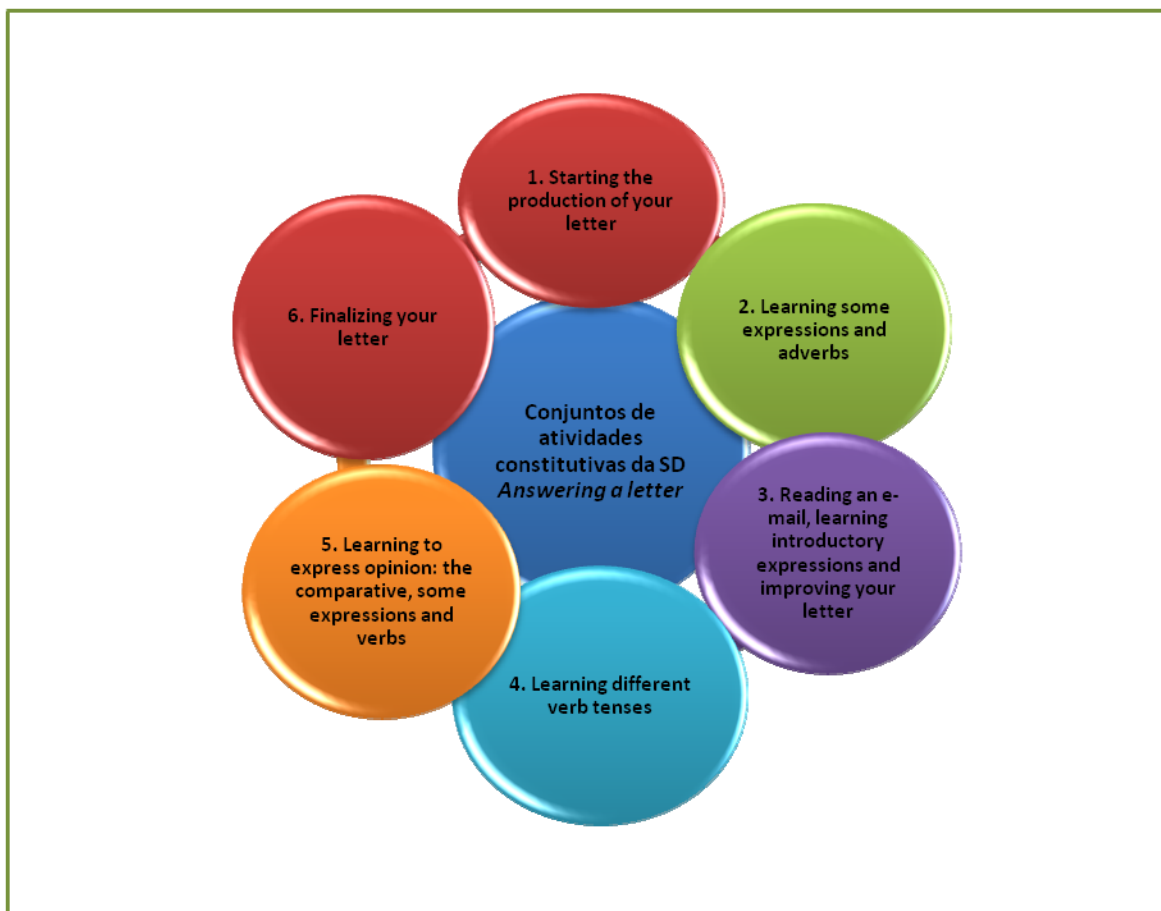 1. Starting the
production of your
letter
2. Learning some
expressions and
adverbs
3. Reading an e-
mail, learning
introductory
expressions and
improving your
letter
4. Learning different
verb tenses
5. Learning to
express opinion: the
comparative, some
expressions and
verbs
6. Finalizing your
letter
Conjuntos de
atividades
constitutivas da SD
Answering a letter